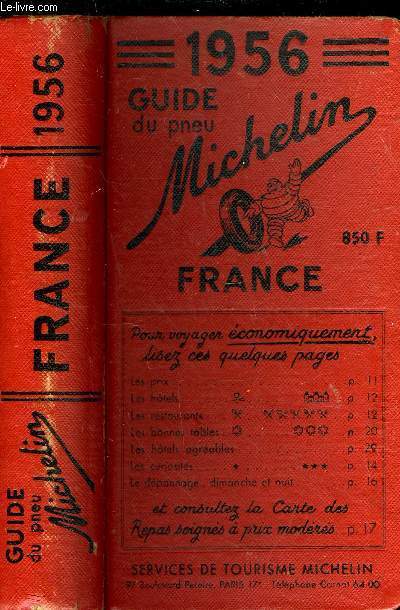 www.le-livre.com
1956
FRANCE
GUIDE
du pneu
Michelin
1956
GUIDE
du pneu
Michelin
850 F
FRANCE
Pour voyager économiquement,
lisez ces quelques pages
Les prix p. 11
Les hôtels p. 12
Les restaurants p. 12
Les bonnes tables p. 20
Les hôtels agréables p. 29
Les curiosités p. 14
Le dépannage, dimanche et nuit p. 16
et consultez la Carte des
Repas soignés à prix modérés p. 17
SERVICES DE TOURISME MICHELIN
97 Boulevard Pereire, PARIS 17e Téléphone Carnot 64-00